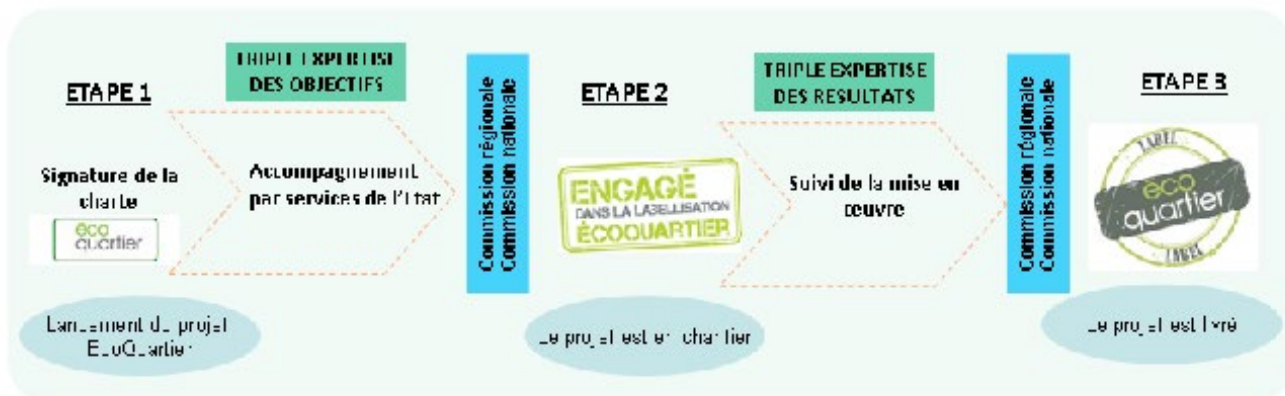 ETAPE 1
Signature de la
charte
éco
quartier
Lancement du projet
EcoQuartier
TRIPLE EXPERTISE
DES OBJECTIFS
Accompagnement
par services de l'Etat
Commission régionale
Commission nationale
ETAPE 2
ENGAGÉ
DANS LA LABELLISATION
ÉCOQUARTIER
Le projet est en chantier
TRIPLE EXPERTISE
DES RESULTATS
Suivi de la mise en
œuvre
Commission régionale
Commission nationale
ETAPE 3
LABEL
éco
quartier
LABEL
Le projet est livré